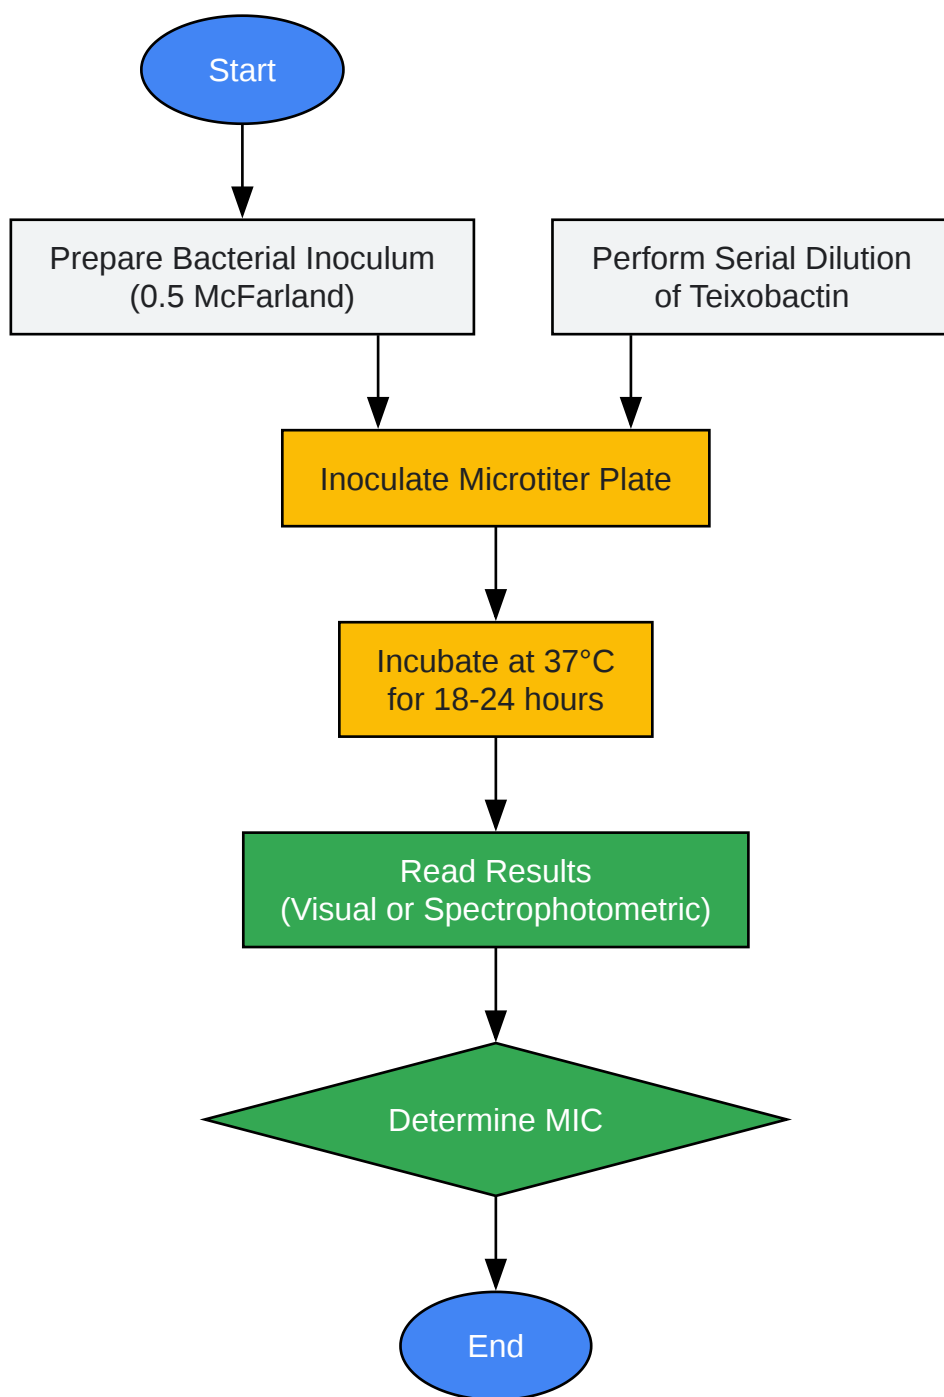 Start
Prepare Bacterial Inoculum
(0.5 McFarland)
Perform Serial Dilution
of Teixobactin
Inoculate Microtiter Plate
Incubate at 37°C
for 18-24 hours
Read Results
(Visual or Spectrophotometric)
Determine MIC
End